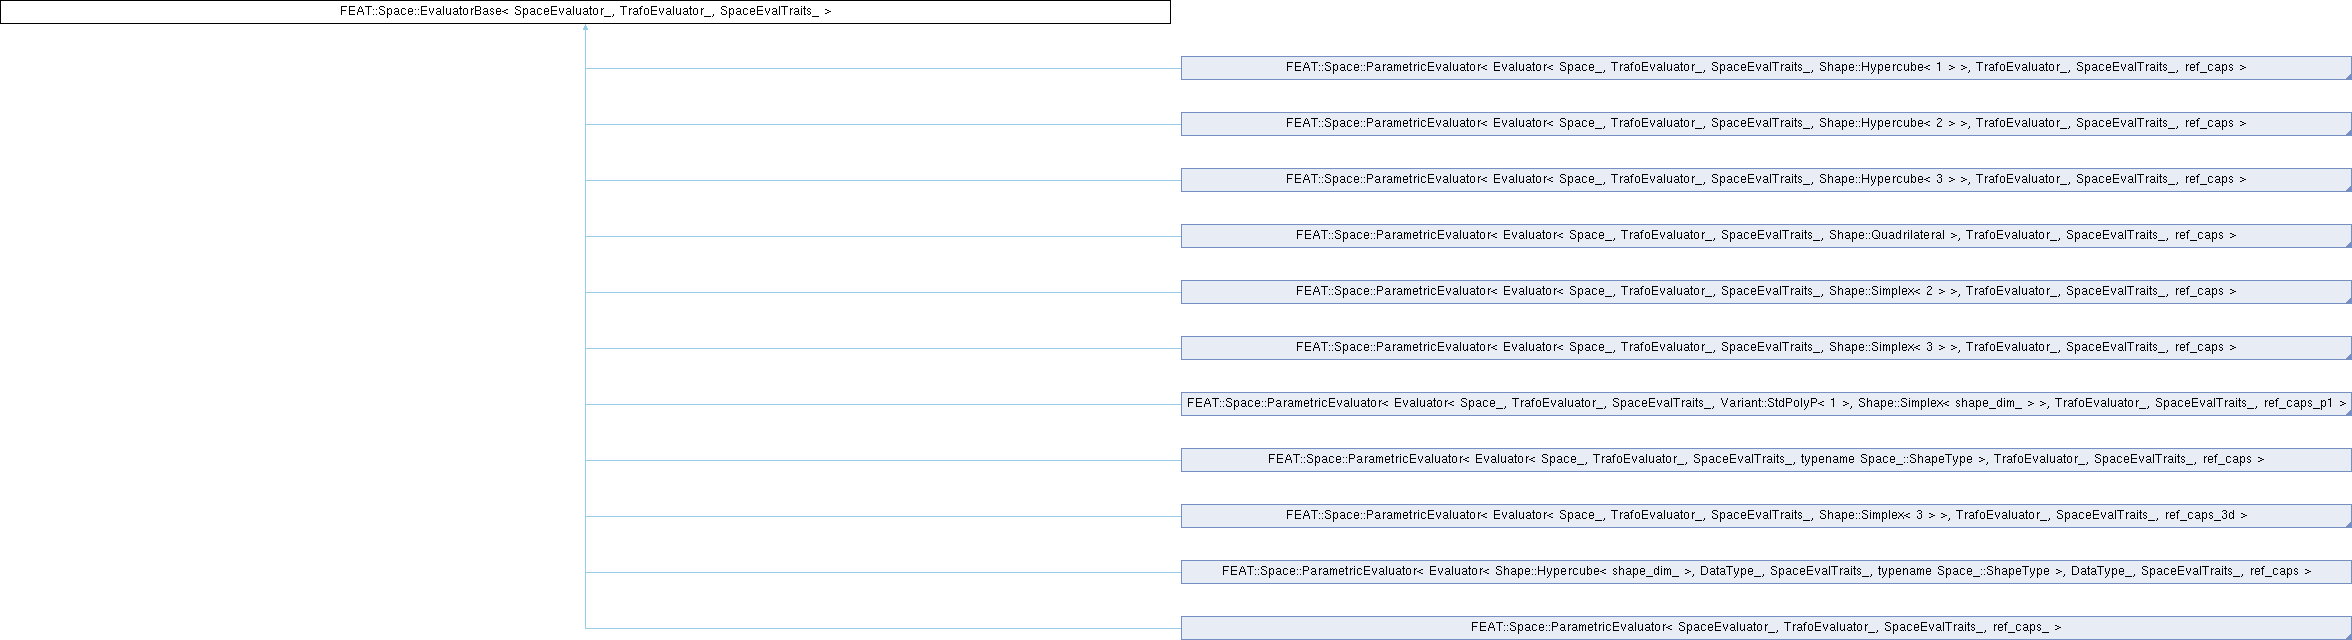 FEAT::Space::EvaluatorBase< SpaceEvaluator_, TrafoEvaluator_, SpaceEvalTraits_ >
FEAT::Space::ParametricEvaluator< Evaluator< Space_, TrafoEvaluator_, SpaceEvalTraits_, Shape::Hypercube< 1 > >, TrafoEvaluator_, SpaceEvalTraits_, ref_caps >
FEAT::Space::ParametricEvaluator< Evaluator< Space_, TrafoEvaluator_, SpaceEvalTraits_, Shape::Hypercube< 2 > >, TrafoEvaluator_, SpaceEvalTraits_, ref_caps >
FEAT::Space::ParametricEvaluator< Evaluator< Space_, TrafoEvaluator_, SpaceEvalTraits_, Shape::Hypercube< 3 > >, TrafoEvaluator_, SpaceEvalTraits_, ref_caps >
FEAT::Space::ParametricEvaluator< Evaluator< Space_, TrafoEvaluator_, SpaceEvalTraits_, Shape::Quadrilateral >, TrafoEvaluator_, SpaceEvalTraits_, ref_caps >
FEAT::Space::ParametricEvaluator< Evaluator< Space_, TrafoEvaluator_, SpaceEvalTraits_, Shape::Simplex< 2 > >, TrafoEvaluator_, SpaceEvalTraits_, ref_caps >
FEAT::Space::ParametricEvaluator< Evaluator< Space_, TrafoEvaluator_, SpaceEvalTraits_, Shape::Simplex< 3 > >, TrafoEvaluator_, SpaceEvalTraits_, ref_caps >
FEAT::Space::ParametricEvaluator< Evaluator< Space_, TrafoEvaluator_, SpaceEvalTraits_, Variant::StdPolyP< 1 >, Shape::Simplex< shape_dim_ > >, TrafoEvaluator_, SpaceEvalTraits_, ref_caps_p1 >
FEAT::Space::ParametricEvaluator< Evaluator< Space_, TrafoEvaluator_, SpaceEvalTraits_, typename Space_::ShapeType >, TrafoEvaluator_, SpaceEvalTraits_, ref_caps >
FEAT::Space::ParametricEvaluator< Evaluator< Space_, TrafoEvaluator_, SpaceEvalTraits_, Shape::Simplex< 3 > >, TrafoEvaluator_, SpaceEvalTraits_, ref_caps_3d >
FEAT::Space::ParametricEvaluator< Evaluator< Shape::Hypercube< shape_dim_ >, DataType_, SpaceEvalTraits_, typename Space_::ShapeType >, DataType_, SpaceEvalTraits_, ref_caps >
FEAT::Space::ParametricEvaluator< SpaceEvaluator_, TrafoEvaluator_, SpaceEvalTraits_, ref_caps_ >